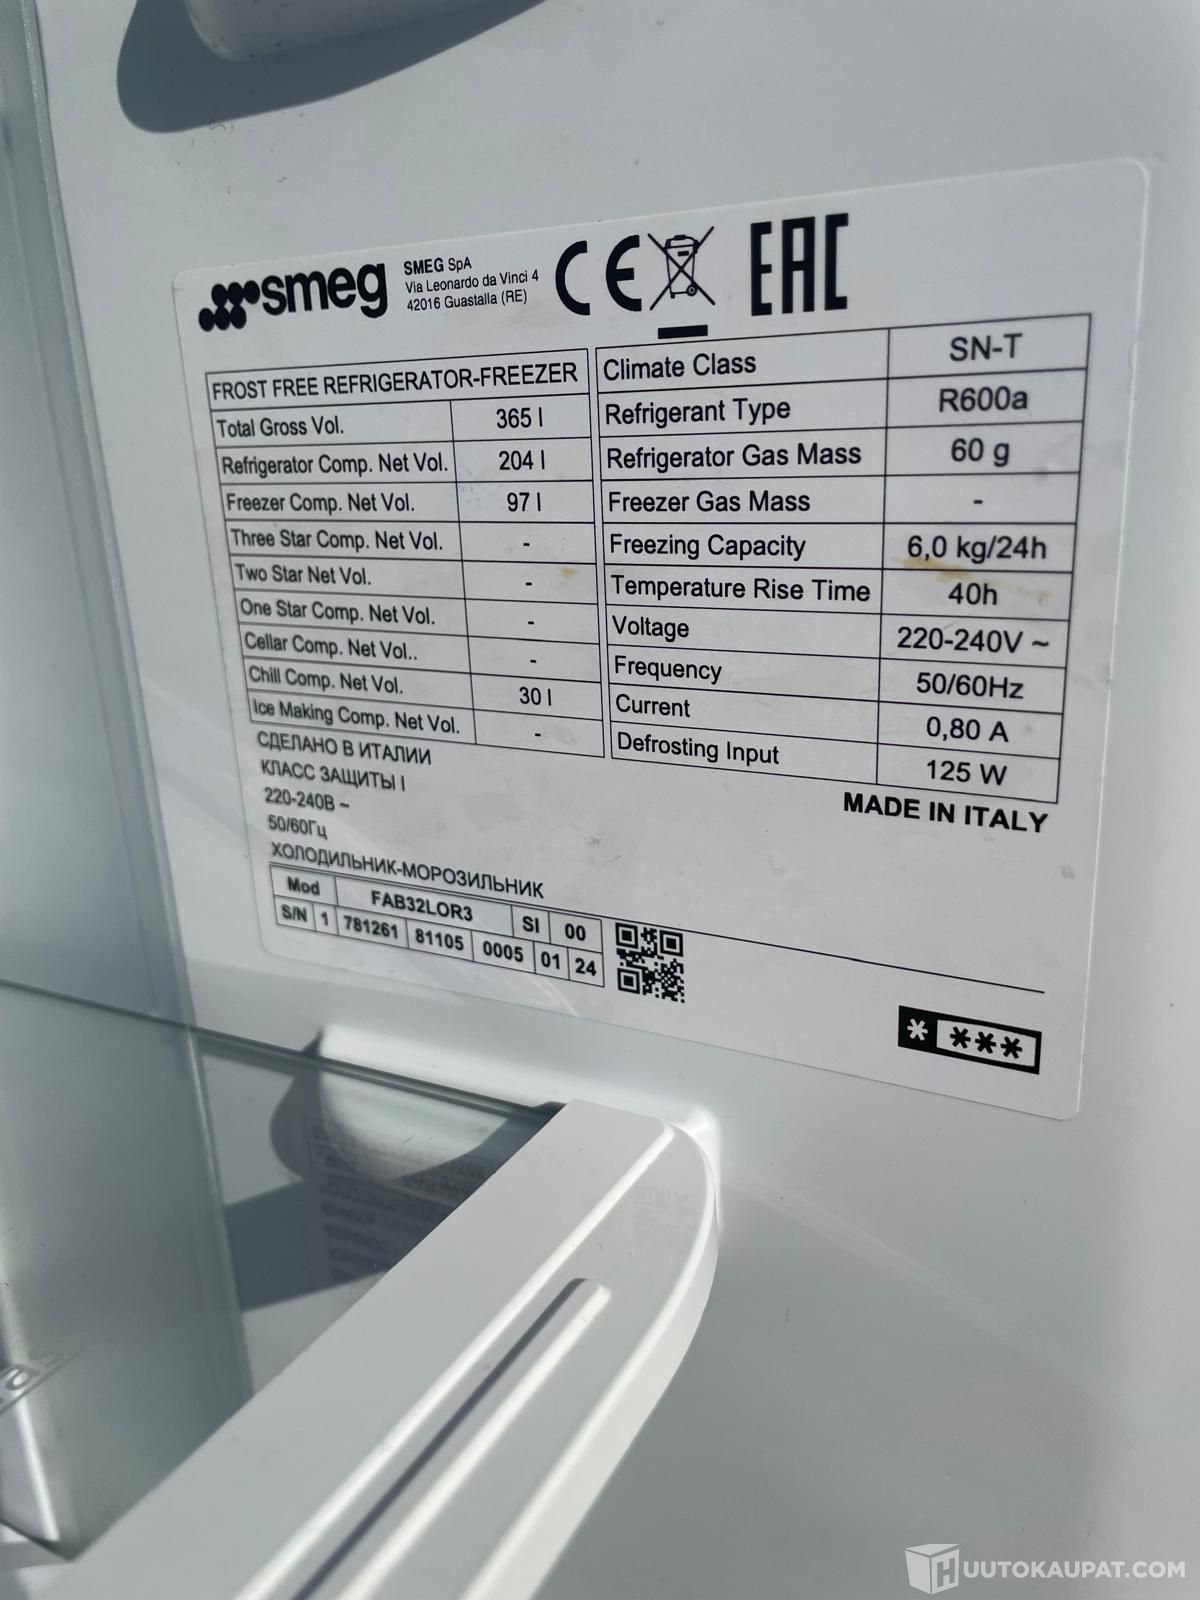 smeg
SMEG SpA
Via Leonardo da Vinci 4
42016 Guastalla (RE)
CE
EAC
FROST FREE REFRIGERATOR-FREEZER
Total Gross Vol. 365 l
Refrigerator Comp. Net Vol. 204 l
Freezer Comp. Net Vol. 97 l
Three Star Comp. Net Vol. -
Two Star Net Vol. -
One Star Comp. Net Vol. -
Cellar Comp. Net Vol.. -
Chill Comp. Net Vol. 30 l
Ice Making Comp. Net Vol. -
Climate Class SN-T
Refrigerant Type R600a
Refrigerator Gas Mass 60 g
Freezer Gas Mass -
Freezing Capacity 6,0 kg/24h
Temperature Rise Time 40h
Voltage 220-240V ~
Frequency 50/60Hz
Current 0,80 A
Defrosting Input 125 W
MADE IN ITALY
СДЕЛАНО В ИТАЛИИ
КЛАСС ЗАЩИТЫ I
220-240В ~
50/60Гц
ХОЛОДИЛЬНИК-МОРОЗИЛЬНИК
Mod FAB32LOR3 SI 00
S/N 1 781261 81105 0005 01 24
* ***
HUUTOKAUPAT.COM